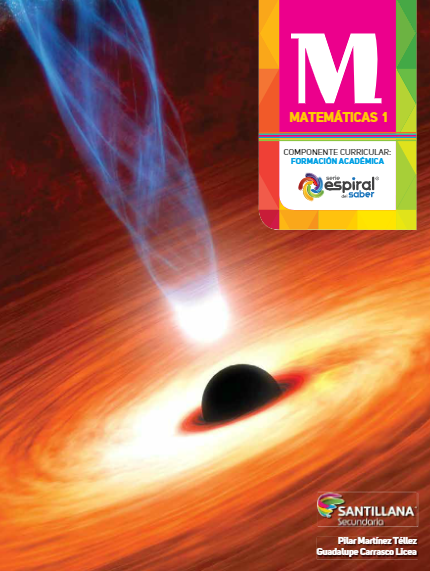 M
MATEMÁTICAS 1
COMPONENTE CURRICULAR:
FORMACIÓN ACADÉMICA
serie
espiral
del saber
SANTILLANA
Secundaria
Pilar Martínez Téllez
Guadalupe Carrasco Licea